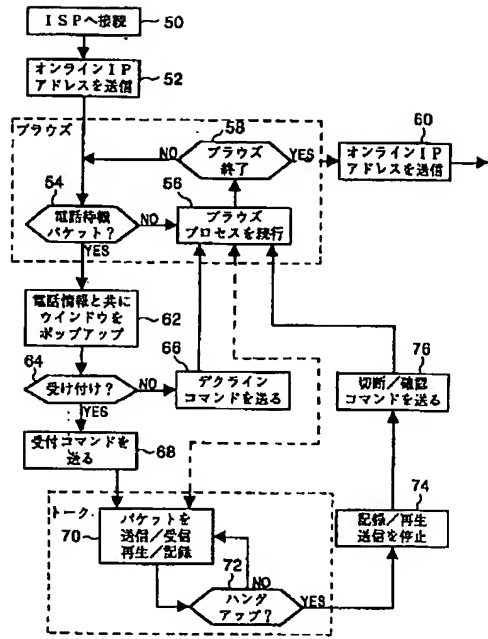 ISPへ接続
50
オンラインIP
アドレスを送信
52
ブラウズ
58
NO
ブラウズ
終了
YES
60
オンラインIP
アドレスを送信
54
電話待機
パケット?
NO
YES
56
ブラウズ
プロセスを続行
電話情報と共に
ウインドウを
ポップアップ
62
64
受け付け?
NO
YES
66
デクライン
コマンドを送る
76
切断/確認
コマンドを送る
受付コマンドを
送る
68
74
記録/再生
送信を停止
トーク
70
パケットを
送信/受信
再生/記録
72
NO
ハング
アップ?
YES